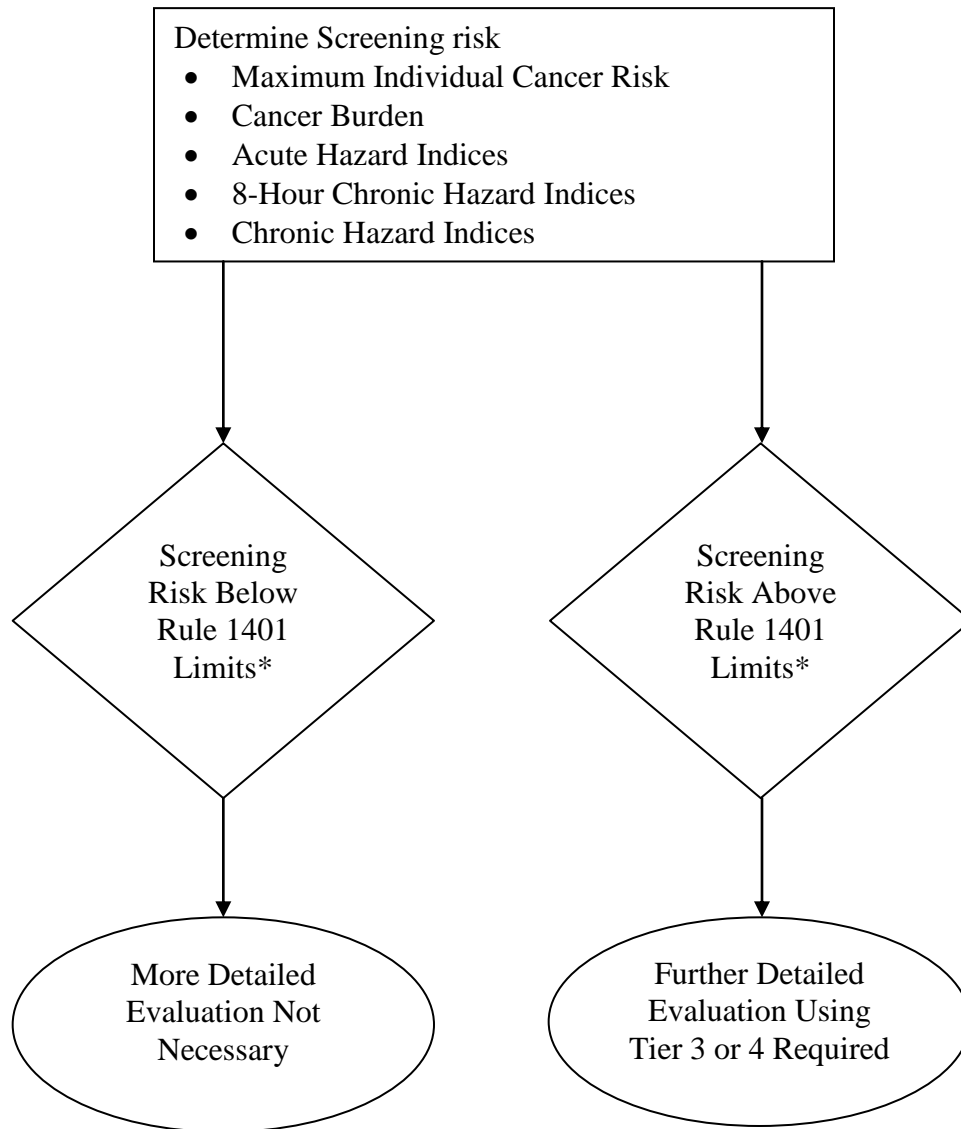 Determine Screening risk
• Maximum Individual Cancer Risk
• Cancer Burden
• Acute Hazard Indices
• 8-Hour Chronic Hazard Indices
• Chronic Hazard Indices
Screening
Risk Below
Rule 1401
Limits*
Screening
Risk Above
Rule 1401
Limits*
More Detailed
Evaluation Not
Necessary
Further Detailed
Evaluation Using
Tier 3 or 4 Required